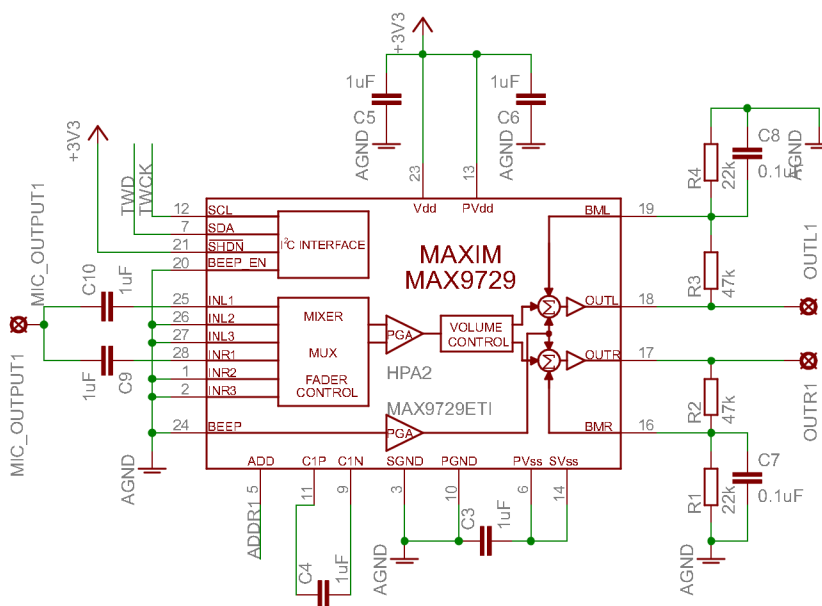 +3V3
1uF
C5
AGND
1uF
C6
AGND
23
13
Vdd
PVdd
+3V3
TWD
TWCK
R4
22k
C8
0.1uF
AGND
12
SCL
7
SDA
21
SHDN
20
BEEP_EN
I²C INTERFACE
MAXIM
MAX9729
BML
19
R3
47k
OUTL1
MIC_OUTPUT1
MIC_OUTPUT1
C10
1uF
1uF
C9
25
INL1
26
INL2
27
INL3
28
INR1
1
INR2
2
INR3
24
BEEP
AGND
MIXER
MUX
FADER
CONTROL
PGA
VOLUME
CONTROL
Σ
OUTL
18
Σ
OUTR
17
HPA2
MAX9729ETI
PGA
R2
47k
OUTR1
BMR
16
R1
22k
C7
0.1uF
AGND
ADD
C1P
C1N
SGND
PGND
PVss
SVss
5
11
9
3
10
6
14
ADDR1
C4
1uF
AGND
C3
1uF